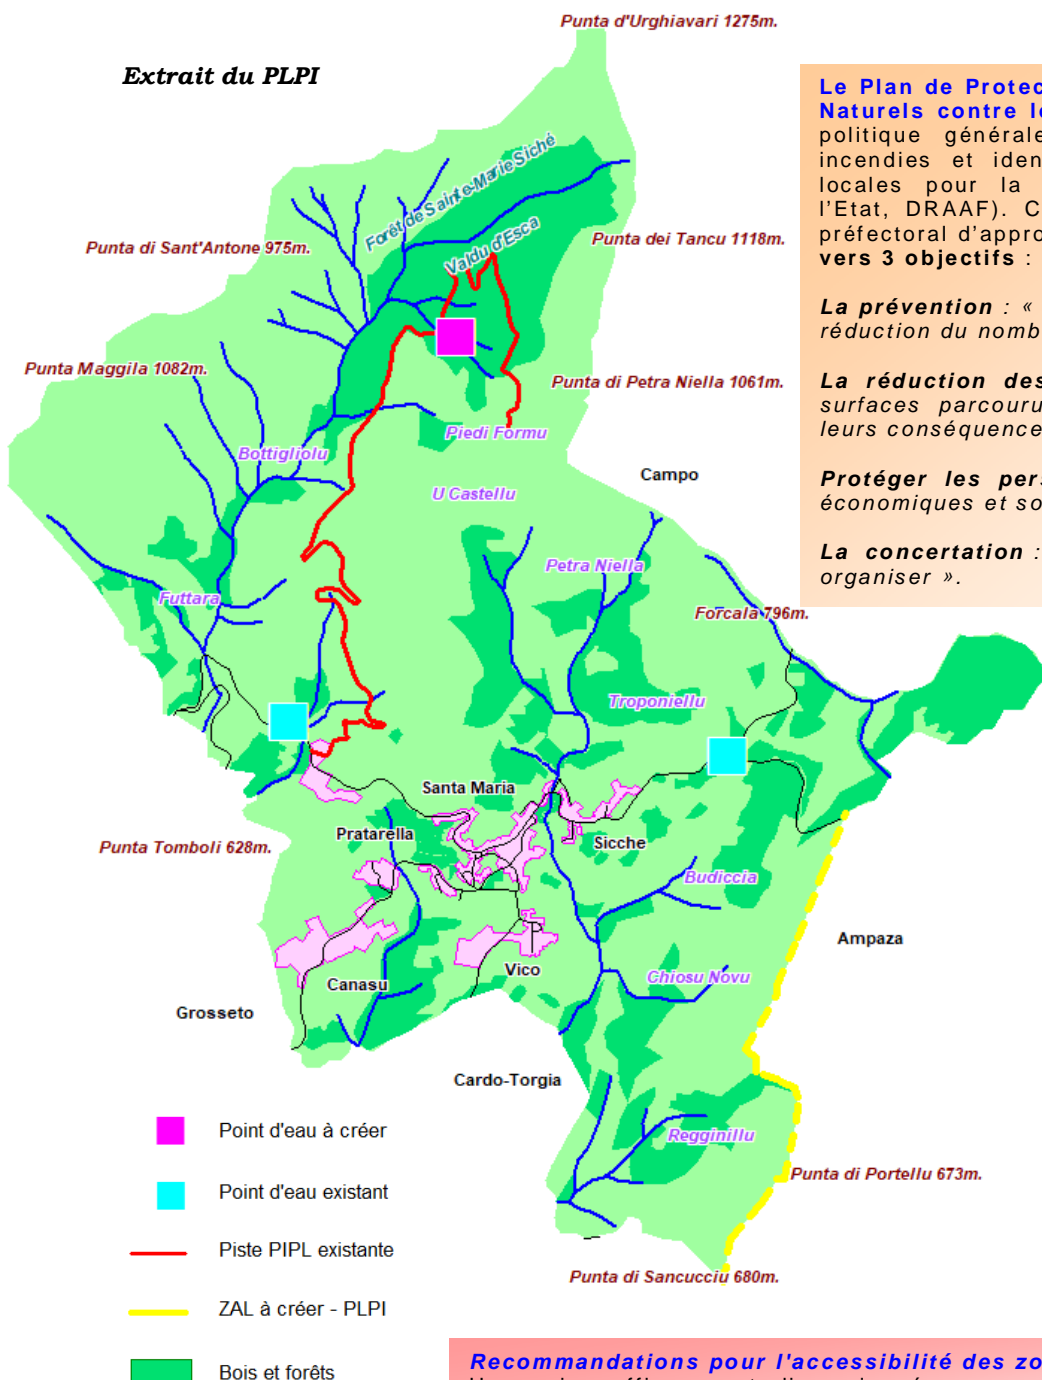 Punta d'Urghiavari 1275m.
Extrait du PLPI
Le Plan de Protec
Naturels contre l
politique générale
incendies et iden
locales pour la
l'Etat, DRAAF). C
préfectoral d'appro
vers 3 objectifs :
La prévention : «
réduction du nomb
La réduction des
surfaces parcouru
leurs conséquence
Protéger les pers
économiques et so
La concertation :
organiser ».
Forêt de Sainte-Marie Siché
Valdu d'Esca
Punta di Sant'Antone 975m.
Punta dei Tancu 1118m.
Punta Maggila 1082m.
Punta di Petra Niella 1061m.
Piedi Formu
Bottigliolu
Campo
U Castellu
Petra Niella
Futtara
Forcala 796m.
Troponiellu
Santa Maria
Pratarella
Sicche
Punta Tomboli 628m.
Budiccia
Ampaza
Vico
Chiosu Novu
Canasu
Grosseto
Cardo-Torgia
Regginillu
Punta di Portellu 673m.
Punta di Sancucciu 680m.
Point d'eau à créer
Point d'eau existant
Piste PIPL existante
ZAL à créer - PLPI
Bois et forêts
Recommandations pour l'accessibilité des zo